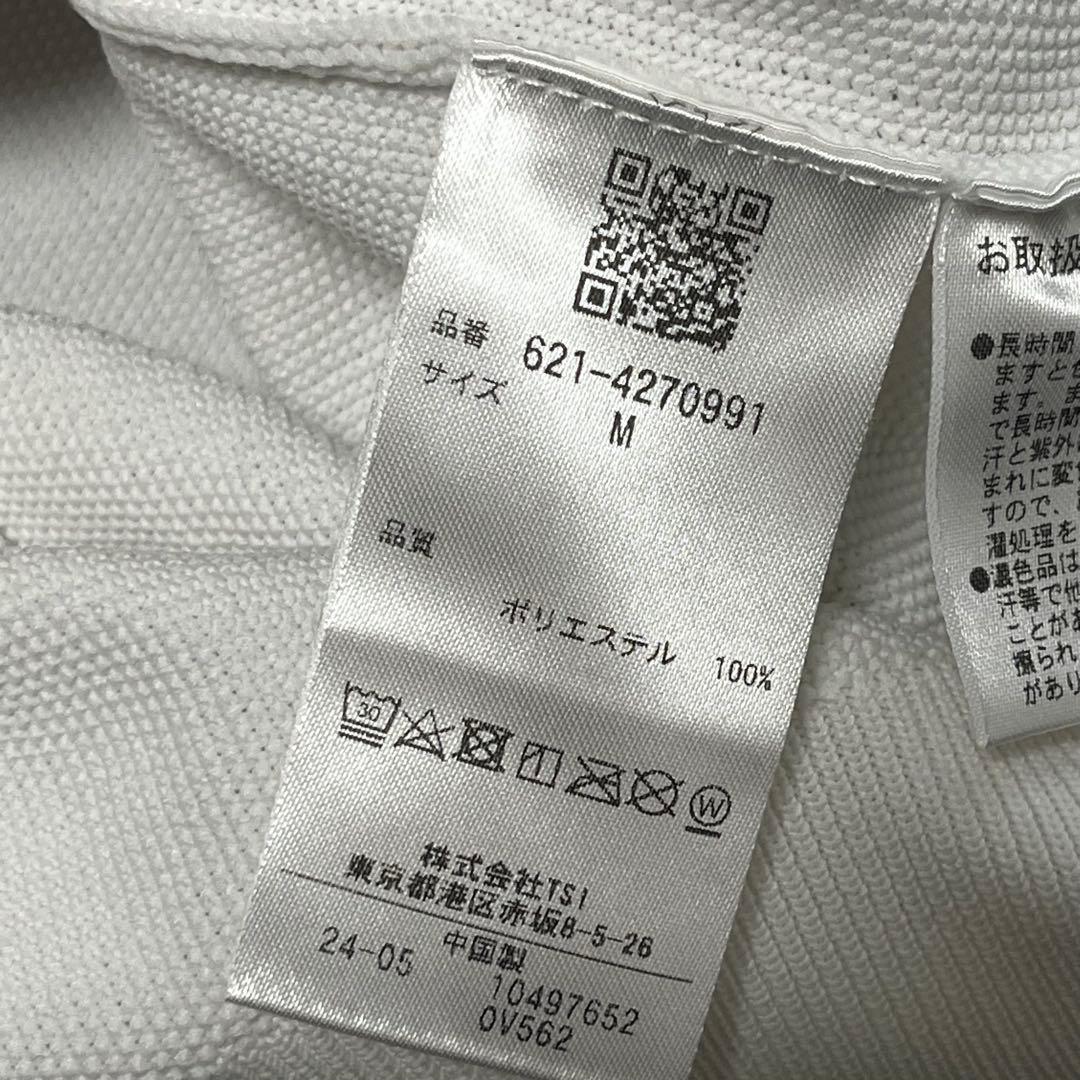 品番 621-4270991
サイズ M
品質
ポリエステル 100%
30
W
株式会社TSI
東京都港区赤坂8-5-26
24-05 中国製
10497652
0V562
お取扱
●長時間
ますと
ます。
で長時間
汗と紫外
まれに変
すので、
濯処理を
●濃色品は
汗等で他
ことがあ
擦られ
があり